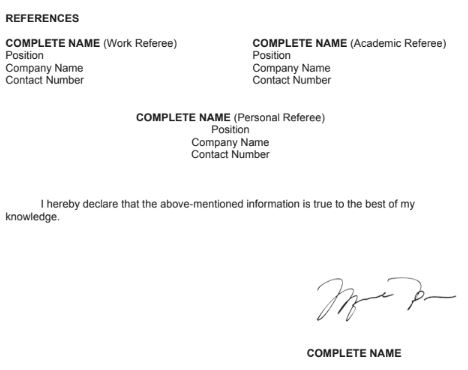 REFERENCES
COMPLETE NAME (Work Referee)
Position
Company Name
Contact Number
COMPLETE NAME (Academic Referee)
Position
Company Name
Contact Number
COMPLETE NAME (Personal Referee)
Position
Company Name
Contact Number
I hereby declare that the above-mentioned information is true to the best of my
knowledge.
COMPLETE NAME